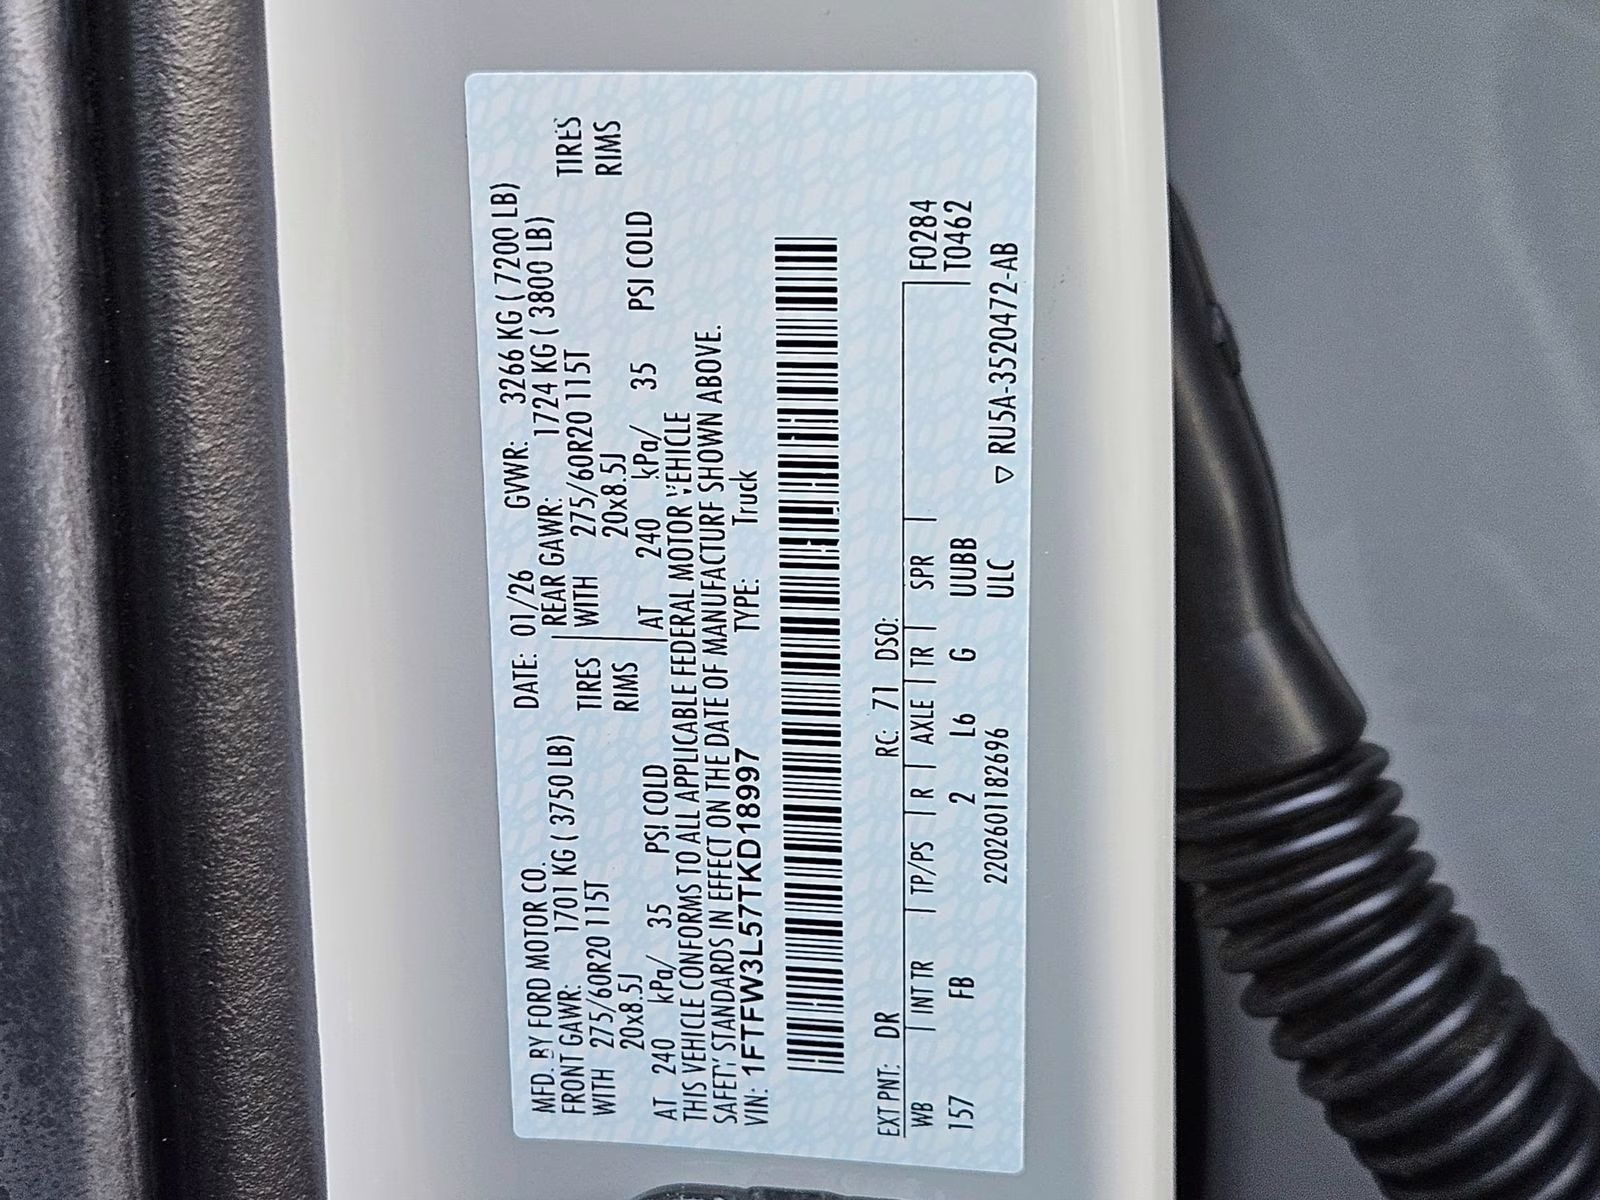 MFD. BY FORD MOTOR CO. DATE: 01/26 GVWR: 3266 KG ( 7200 LB)
FRONT GAWR: 1701 KG ( 3750 LB) REAR GAWR: 1724 KG ( 3800 LB)
WITH 275/60R20 115T TIRES WITH 275/60R20 115T TIRES
20x8.5J RIMS 20x8.5J RIMS
AT 240 kPa/ 35 PSI COLD AT 240 kPa/ 35 PSI COLD
THIS VEHICLE CONFORMS TO ALL APPLICABLE FEDERAL MOTOR VEHICLE
SAFETY STANDARDS IN EFFECT ON THE DATE OF MANUFACTURE SHOWN ABOVE.
VIN: 1FTFW3L57TKD18997 TYPE: Truck
EXT PNT: DR RC: 71 DSO:
WB INT TR TP/PS R AXLE TR SPR F0284
157 FB 2 L6 G UUBB T0462
220260118269​6 ULC ▽ RU5A-3520472-AB